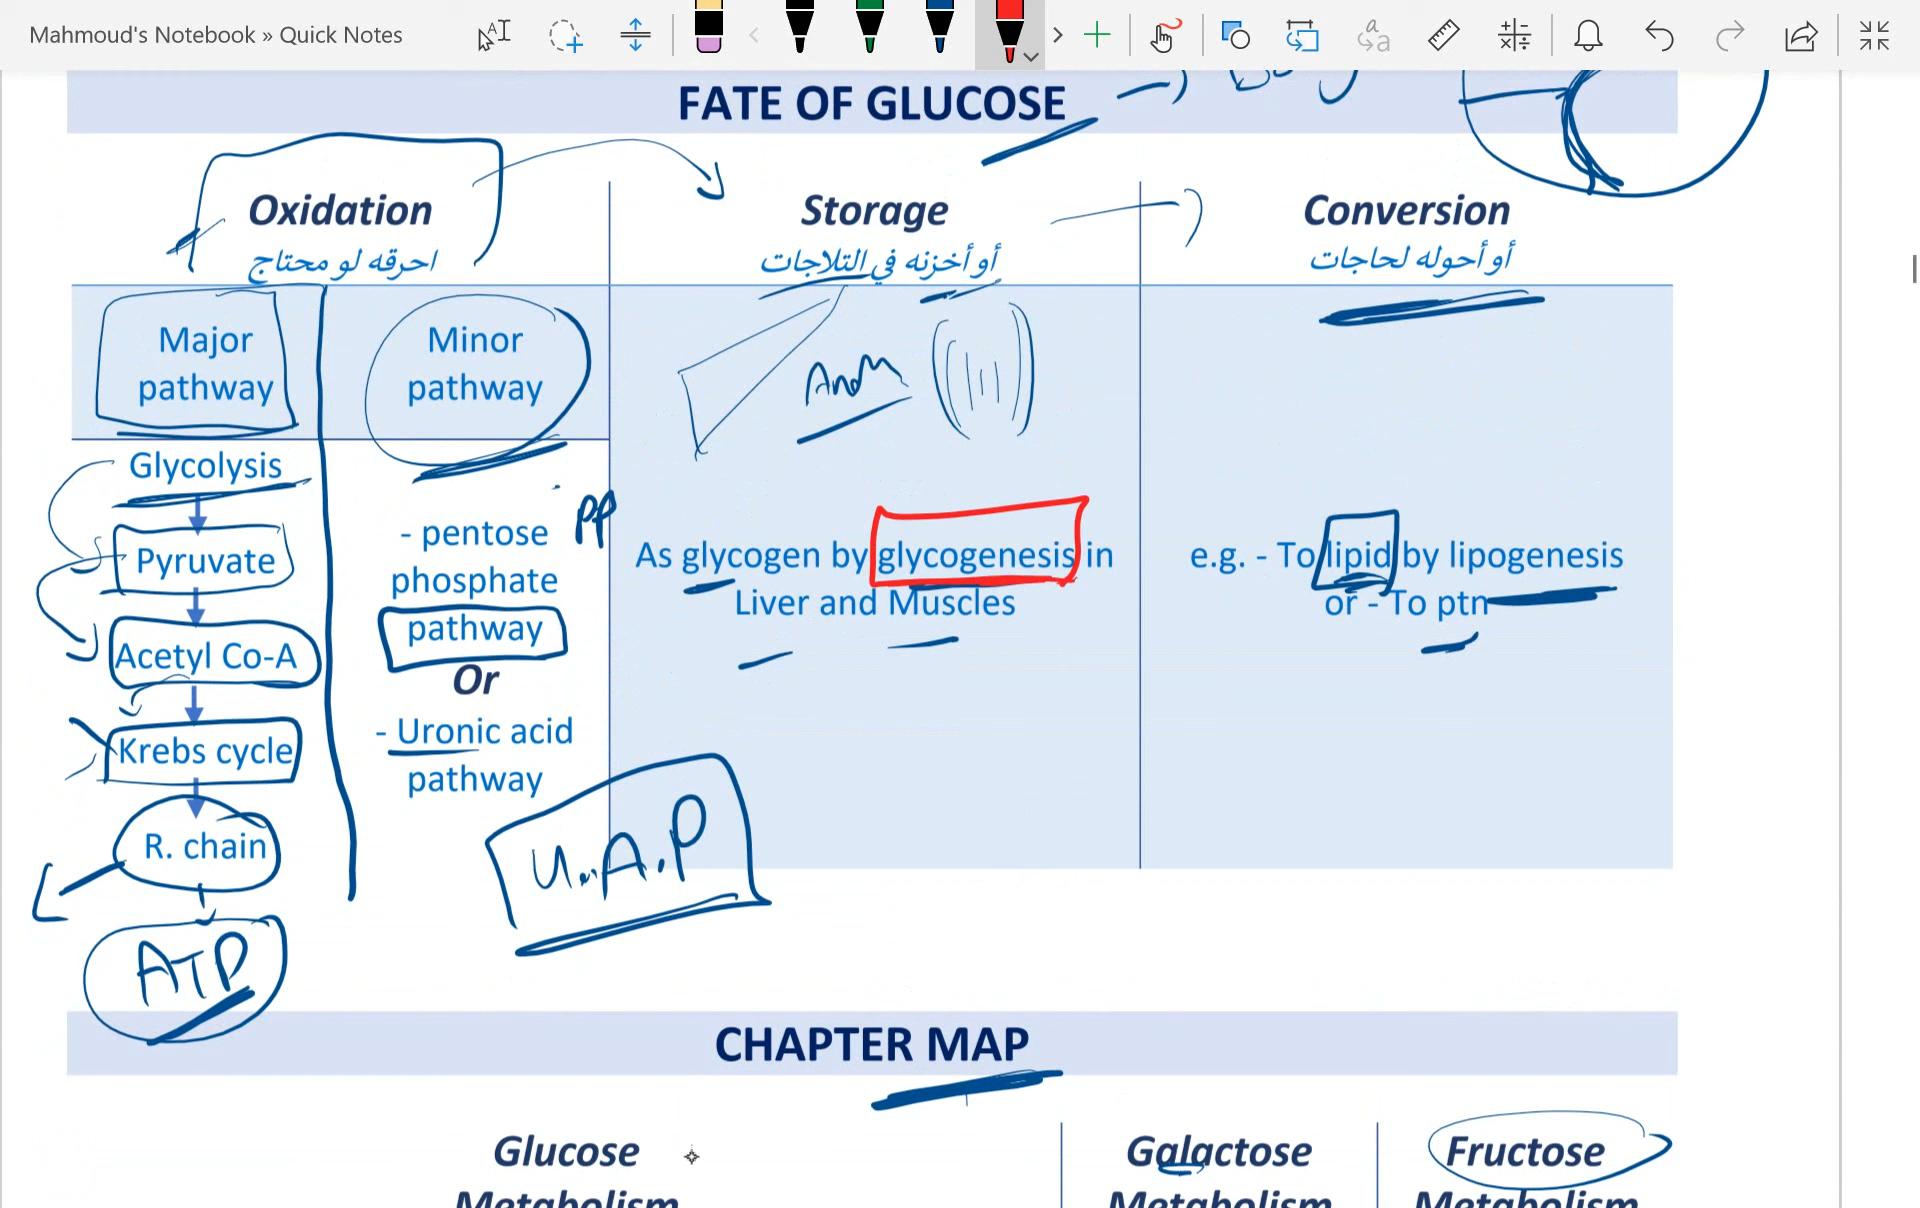 Mahmoud's Notebook » Quick Notes
FATE OF GLUCOSE
Oxidation
احرقه لو محتاج
Storage
أو أخزنه في التلاجات
Conversion
أو أحوله لحاجات
Major
pathway
Minor
pathway
Glycolysis
Pyruvate
Acetyl Co-A
Krebs cycle
R. chain
ATP
- pentose
phosphate
pathway
PP
Or
- Uronic acid
pathway
U.A.P
As glycogen by glycogenesis in
Liver and Muscles
e.g. - To lipid by lipogenesis
or - To ptn
CHAPTER MAP
Glucose
Metabolism
Galactose
Metabolism
Fructose
Metabolism